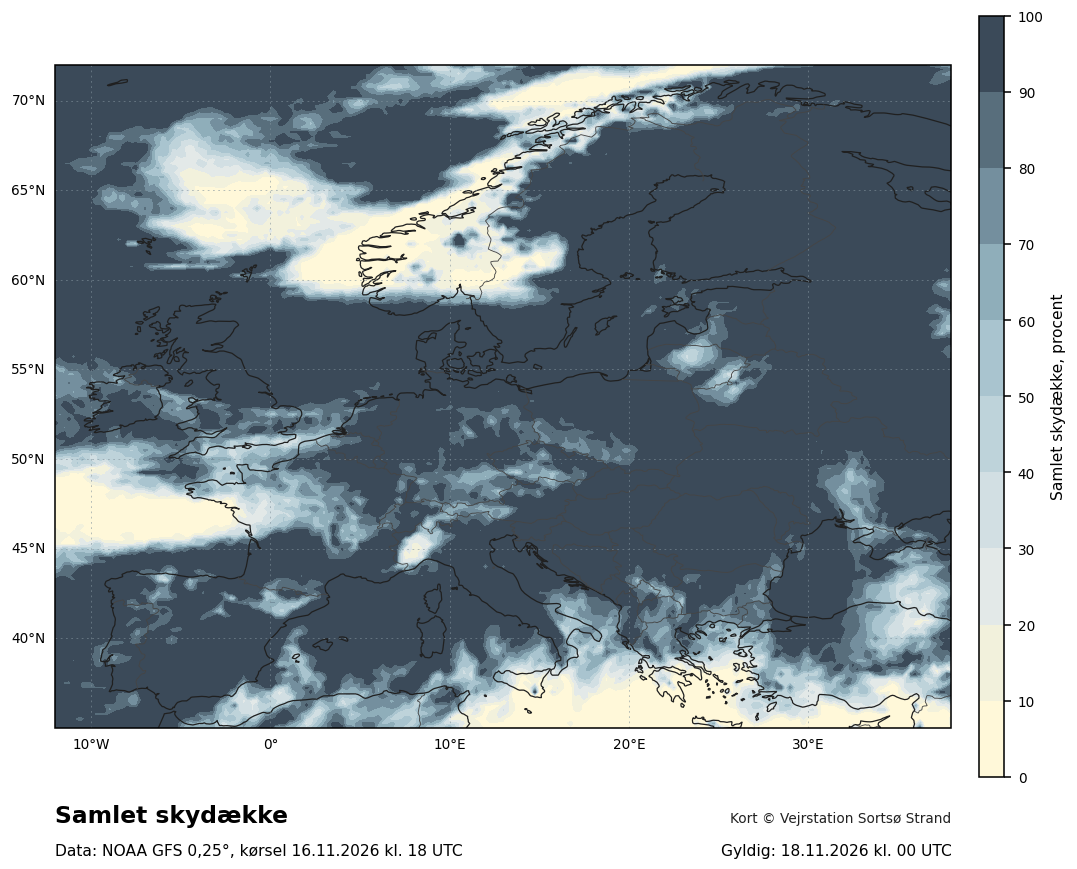 70°N
65°N
60°N
55°N
50°N
45°N
40°N
10°W 0° 10°E 20°E 30°E
100
90
80
70
60
50
40
30
20
10
0
Samlet skydække, procent
Samlet skydække
Kort © Vejrstation Sortsø Strand
Data: NOAA GFS 0,25°, kørsel 16.11.2026 kl. 18 UTC
Gyldig: 18.11.2026 kl. 00 UTC